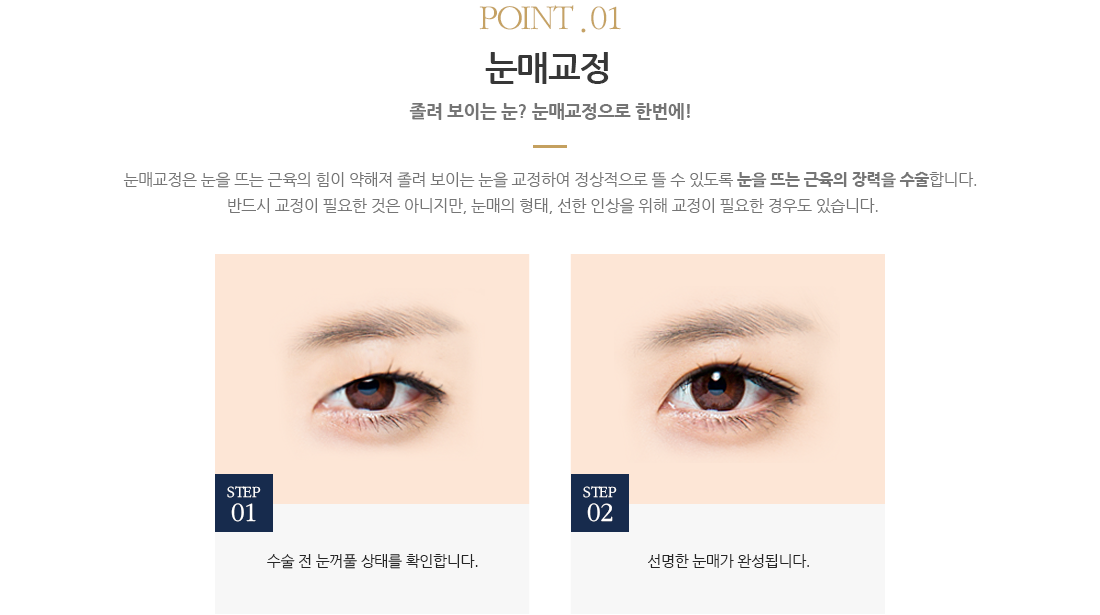 POINT . 01
눈매교정
졸려 보이는 눈? 눈매교정으로 한번에!
눈매교정은 눈을 뜨는 근육의 힘이 약해져 졸려 보이는 눈을 교정하여 정상적으로 뜰 수 있도록 눈을 뜨는 근육의 장력을 수술합니다.
반드시 교정이 필요한 것은 아니지만, 눈매의 형태, 선한 인상을 위해 교정이 필요한 경우도 있습니다.
STEP
01
수술 전 눈꺼풀 상태를 확인합니다.
STEP
02
선명한 눈매가 완성됩니다.